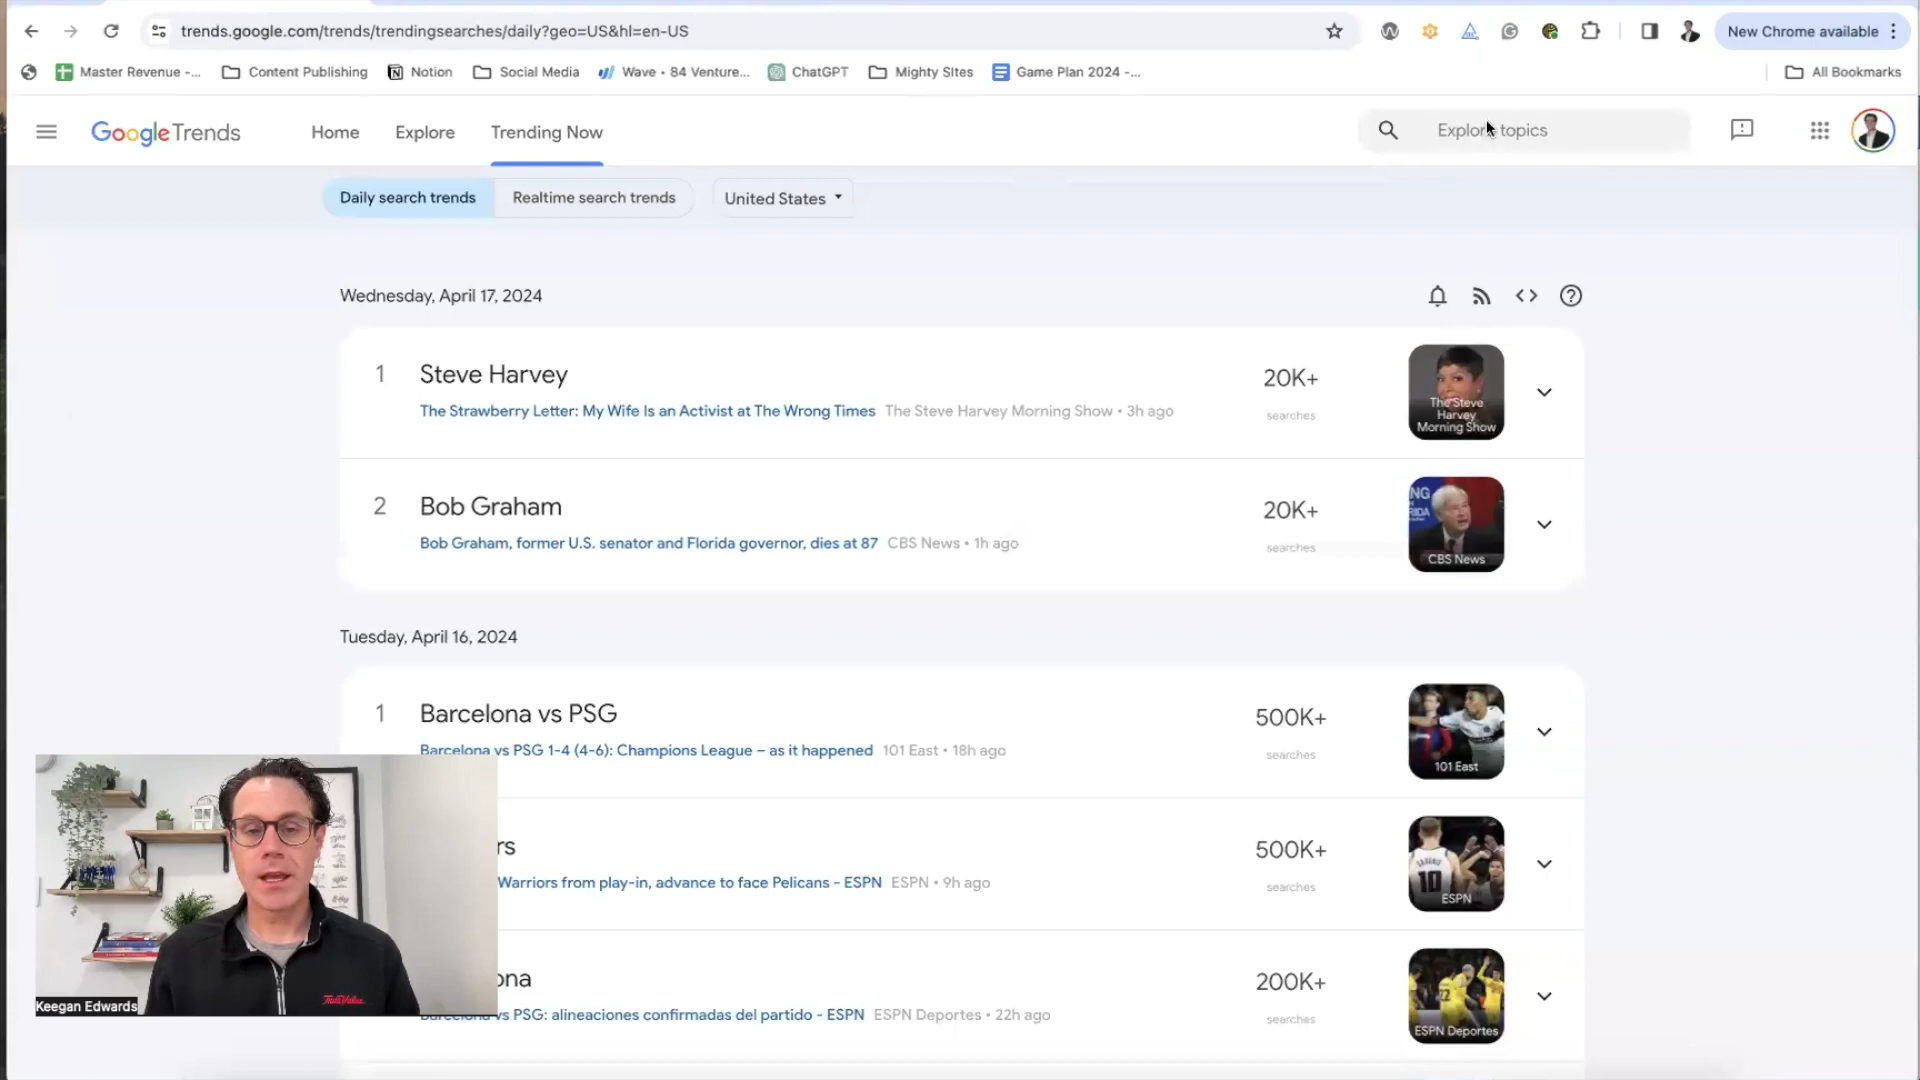 trends.google.com/trends/trendingsearches/daily?geo=US&hl=en-US
New Chrome available
Master Revenue -...
Content Publishing
Notion
Social Media
Wave • 84 Venture...
ChatGPT
Mighty SItes
Game Plan 2024 -...
All Bookmarks
Google Trends
Home
Explore
Trending Now
Explore topics
Daily search trends
Realtime search trends
United States
Wednesday, April 17, 2024
1
Steve Harvey
The Strawberry Letter: My Wife Is an Activist at The Wrong Times The Steve Harvey Morning Show • 3h ago
20K+
searches
The Steve
Harvey
Morning Show
2
Bob Graham
Bob Graham, former U.S. senator and Florida governor, dies at 87 CBS News • 1h ago
20K+
searches
CBS News
Tuesday, April 16, 2024
1
Barcelona vs PSG
Barcelona vs PSG 1-4 (4-6): Champions League – as it happened 101 East • 18h ago
500K+
searches
101 East
rs
Warriors from play-in, advance to face Pelicans - ESPN ESPN • 9h ago
500K+
searches
10
ESPN
ona
Barcelona vs PSG: alineaciones confirmadas del partido - ESPN ESPN Deportes • 22h ago
200K+
searches
22
ESPN Deportes
True Value
Keegan Edwards